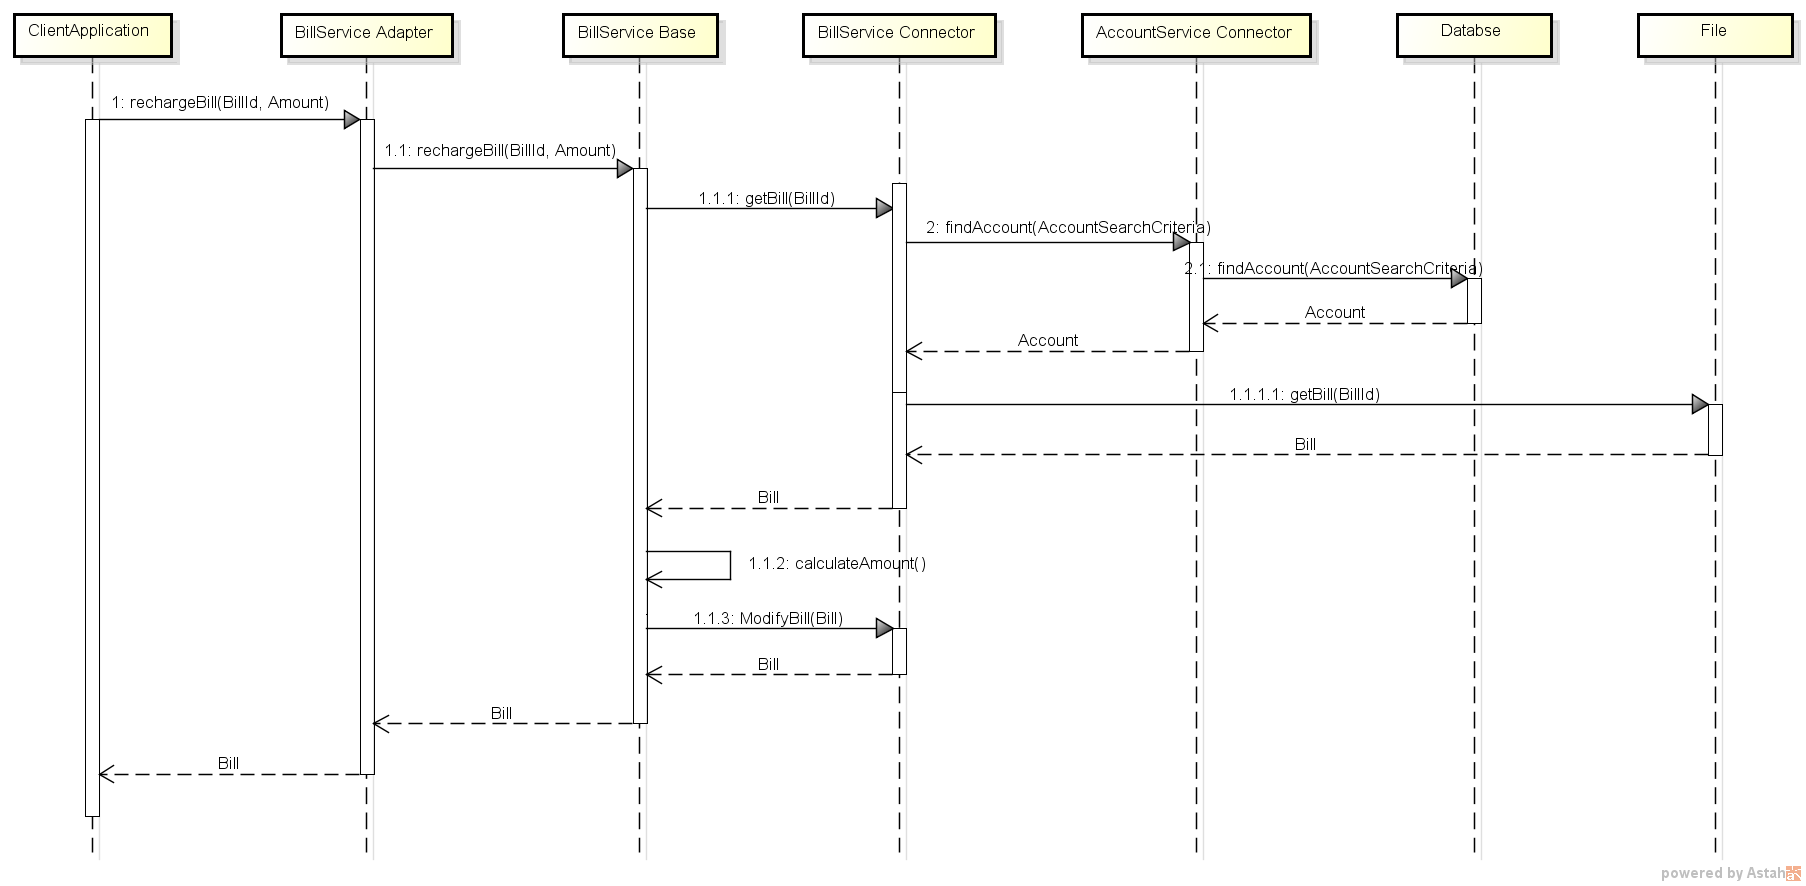 ClientApplication
BillService Adapter
BillService Base
BillService Connector
AccountService Connector
Databse
File
1: rechargeBill(BillId, Amount)
1.1: rechargeBill(BillId, Amount)
1.1.1: getBill(BillId)
2: findAccount(AccountSearchCriteria)
2.1: findAccount(AccountSearchCriteria)
Account
Account
1.1.1.1: getBill(BillId)
Bill
Bill
1.1.2: calculateAmount()
1.1.3: ModifyBill(Bill)
Bill
Bill
Bill
powered by Astah